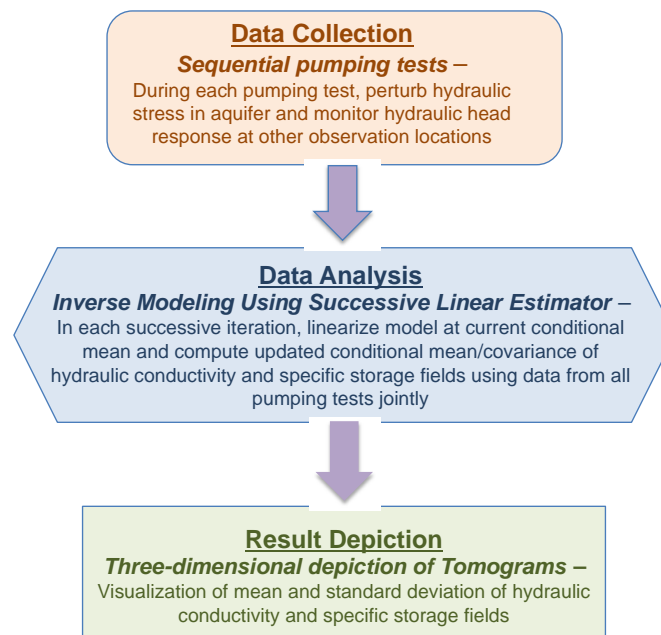 Data Collection
Sequential pumping tests –
During each pumping test, perturb hydraulic
stress in aquifer and monitor hydraulic head
response at other observation locations
Data Analysis
Inverse Modeling Using Successive Linear Estimator –
In each successive iteration, linearize model at current conditional
mean and compute updated conditional mean/covariance of
hydraulic conductivity and specific storage fields using data from all
pumping tests jointly
Result Depiction
Three-dimensional depiction of Tomograms –
Visualization of mean and standard deviation of hydraulic
conductivity and specific storage fields